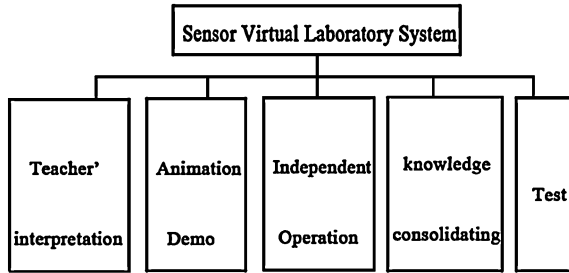 Sensor Virtual Laboratory System
Teacher’
interpretation
Animation
Demo
Independent
Operation
knowledge
consolidating
Test